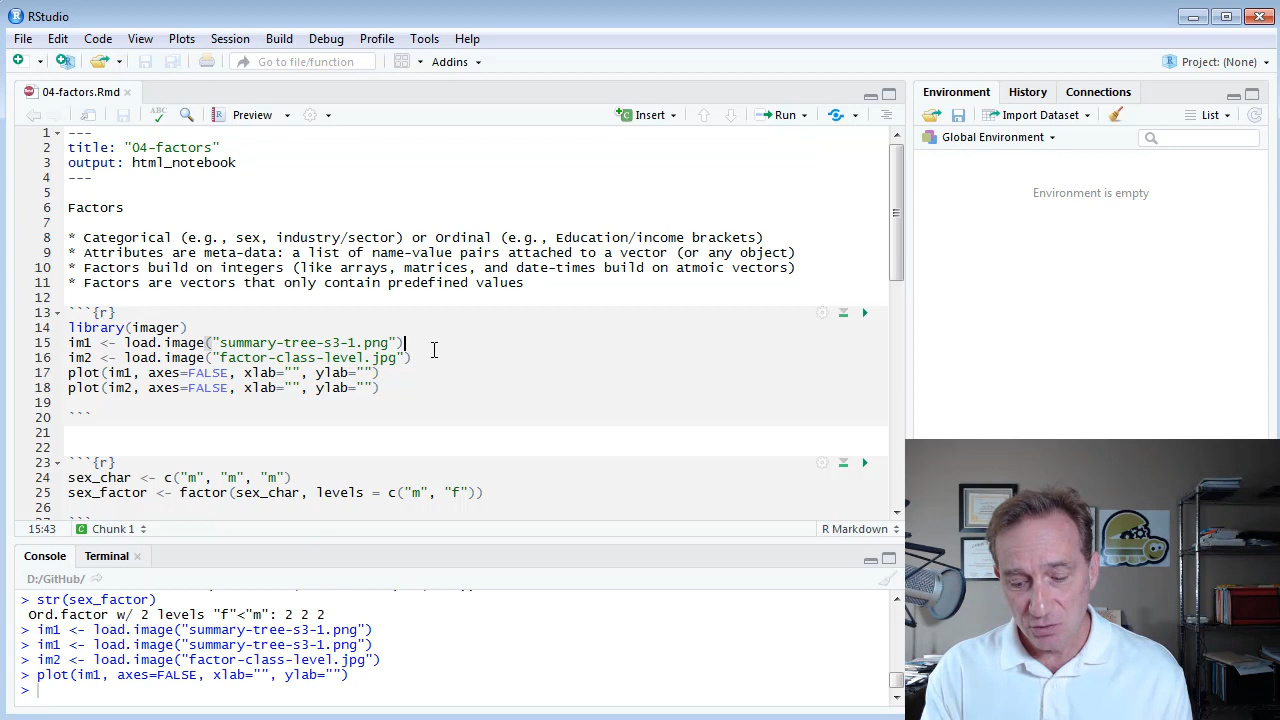 RStudio
File Edit Code View Plots Session Build Debug Profile Tools Help
Go to file/function Addins Project: (None)
04-factors.Rmd
ABC Preview Insert Run
1 ---
2 title: "04-factors"
3 output: html_notebook
4 ---
5
6 Factors
7
8 * Categorical (e.g., sex, industry/sector) or Ordinal (e.g., Education/income brackets)
9 * Attributes are meta-data: a list of name-value pairs attached to a vector (or any object)
10 * Factors build on integers (like arrays, matrices, and date-times build on atmoic vectors)
11 * Factors are vectors that only contain predefined values
12
13 ```{r}
14 library(imager)
15 im1 <- load.image("summary-tree-s3-1.png")
16 im2 <- load.image("factor-class-level.jpg")
17 plot(im1, axes=FALSE, xlab="", ylab="")
18 plot(im2, axes=FALSE, xlab="", ylab="")
19
20 ```
21
22
23 ```{r}
24 sex_char <- c("m", "m", "m")
25 sex_factor <- factor(sex_char, levels = c("m", "f"))
26
15:43 Chunk 1 R Markdown
Console Terminal
D:/GitHub/
> str(sex_factor)
Ord.factor w/ 2 levels "f"<"m": 2 2 2
> im1 <- load.image("summary-tree-s3-1.png")
> im1 <- load.image("summary-tree-s3-1.png")
> im2 <- load.image("factor-class-level.jpg")
> plot(im1, axes=FALSE, xlab="", ylab="")
>
Environment History Connections
Import Dataset List
Global Environment
Environment is empty